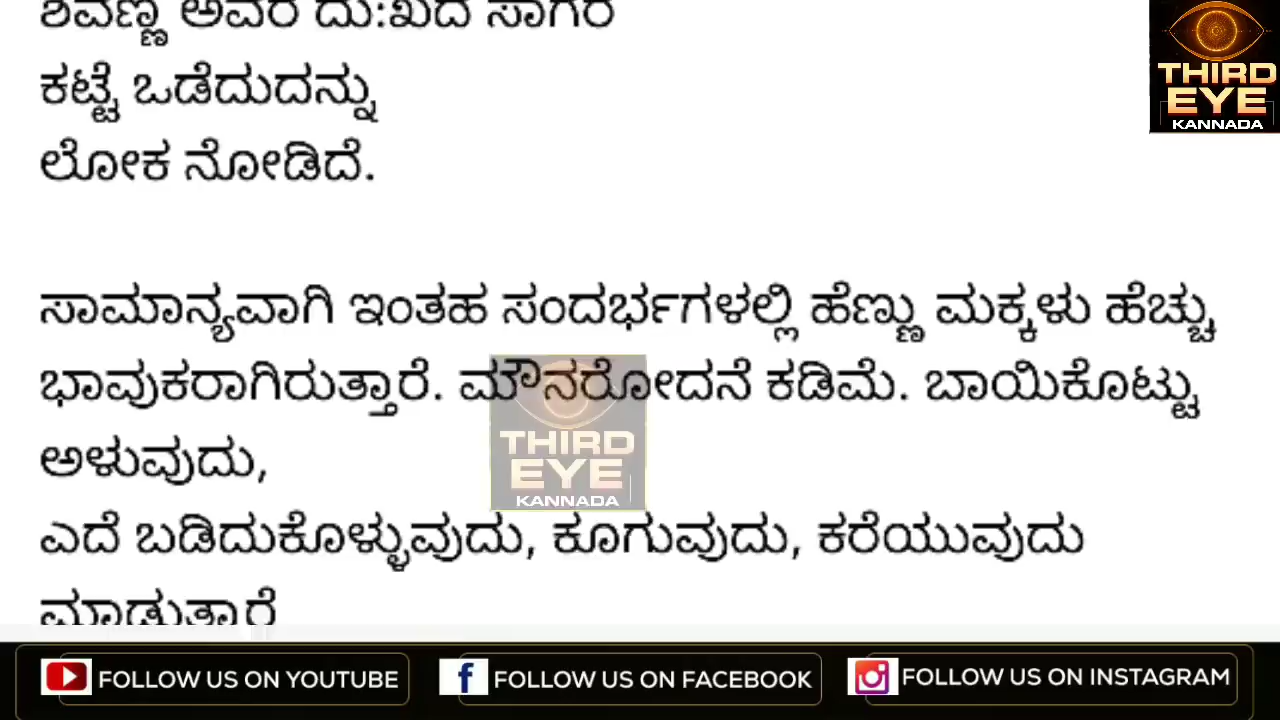 ಶಿವಣ್ಣ ಅವರ ದು:ಖದ ಸಾಗರ
ಕಟ್ಟೆ ಒಡೆದುದನ್ನು
ಲೋಕ ನೋಡಿದೆ.
ಸಾಮಾನ್ಯವಾಗಿ ಇಂತಹ ಸಂದರ್ಭಗಳಲ್ಲಿ ಹೆಣ್ಣು ಮಕ್ಕಳು ಹೆಚ್ಚು
ಭಾವುಕರಾಗಿರುತ್ತಾರೆ. ಮೌನರೋದನೆ ಕಡಿಮೆ. ಬಾಯಿಕೊಟ್ಟು
ಅಳುವುದು,
ಎದೆ ಬಡಿದುಕೊಳ್ಳುವುದು, ಕೂಗುವುದು, ಕರೆಯುವುದು
ಮಾಡುತ್ತಾರೆ
THIRD
EYE
KANNADA
THIRD
EYE
KANNADA
FOLLOW US ON YOUTUBE
FOLLOW US ON FACEBOOK
FOLLOW US ON INSTAGRAM